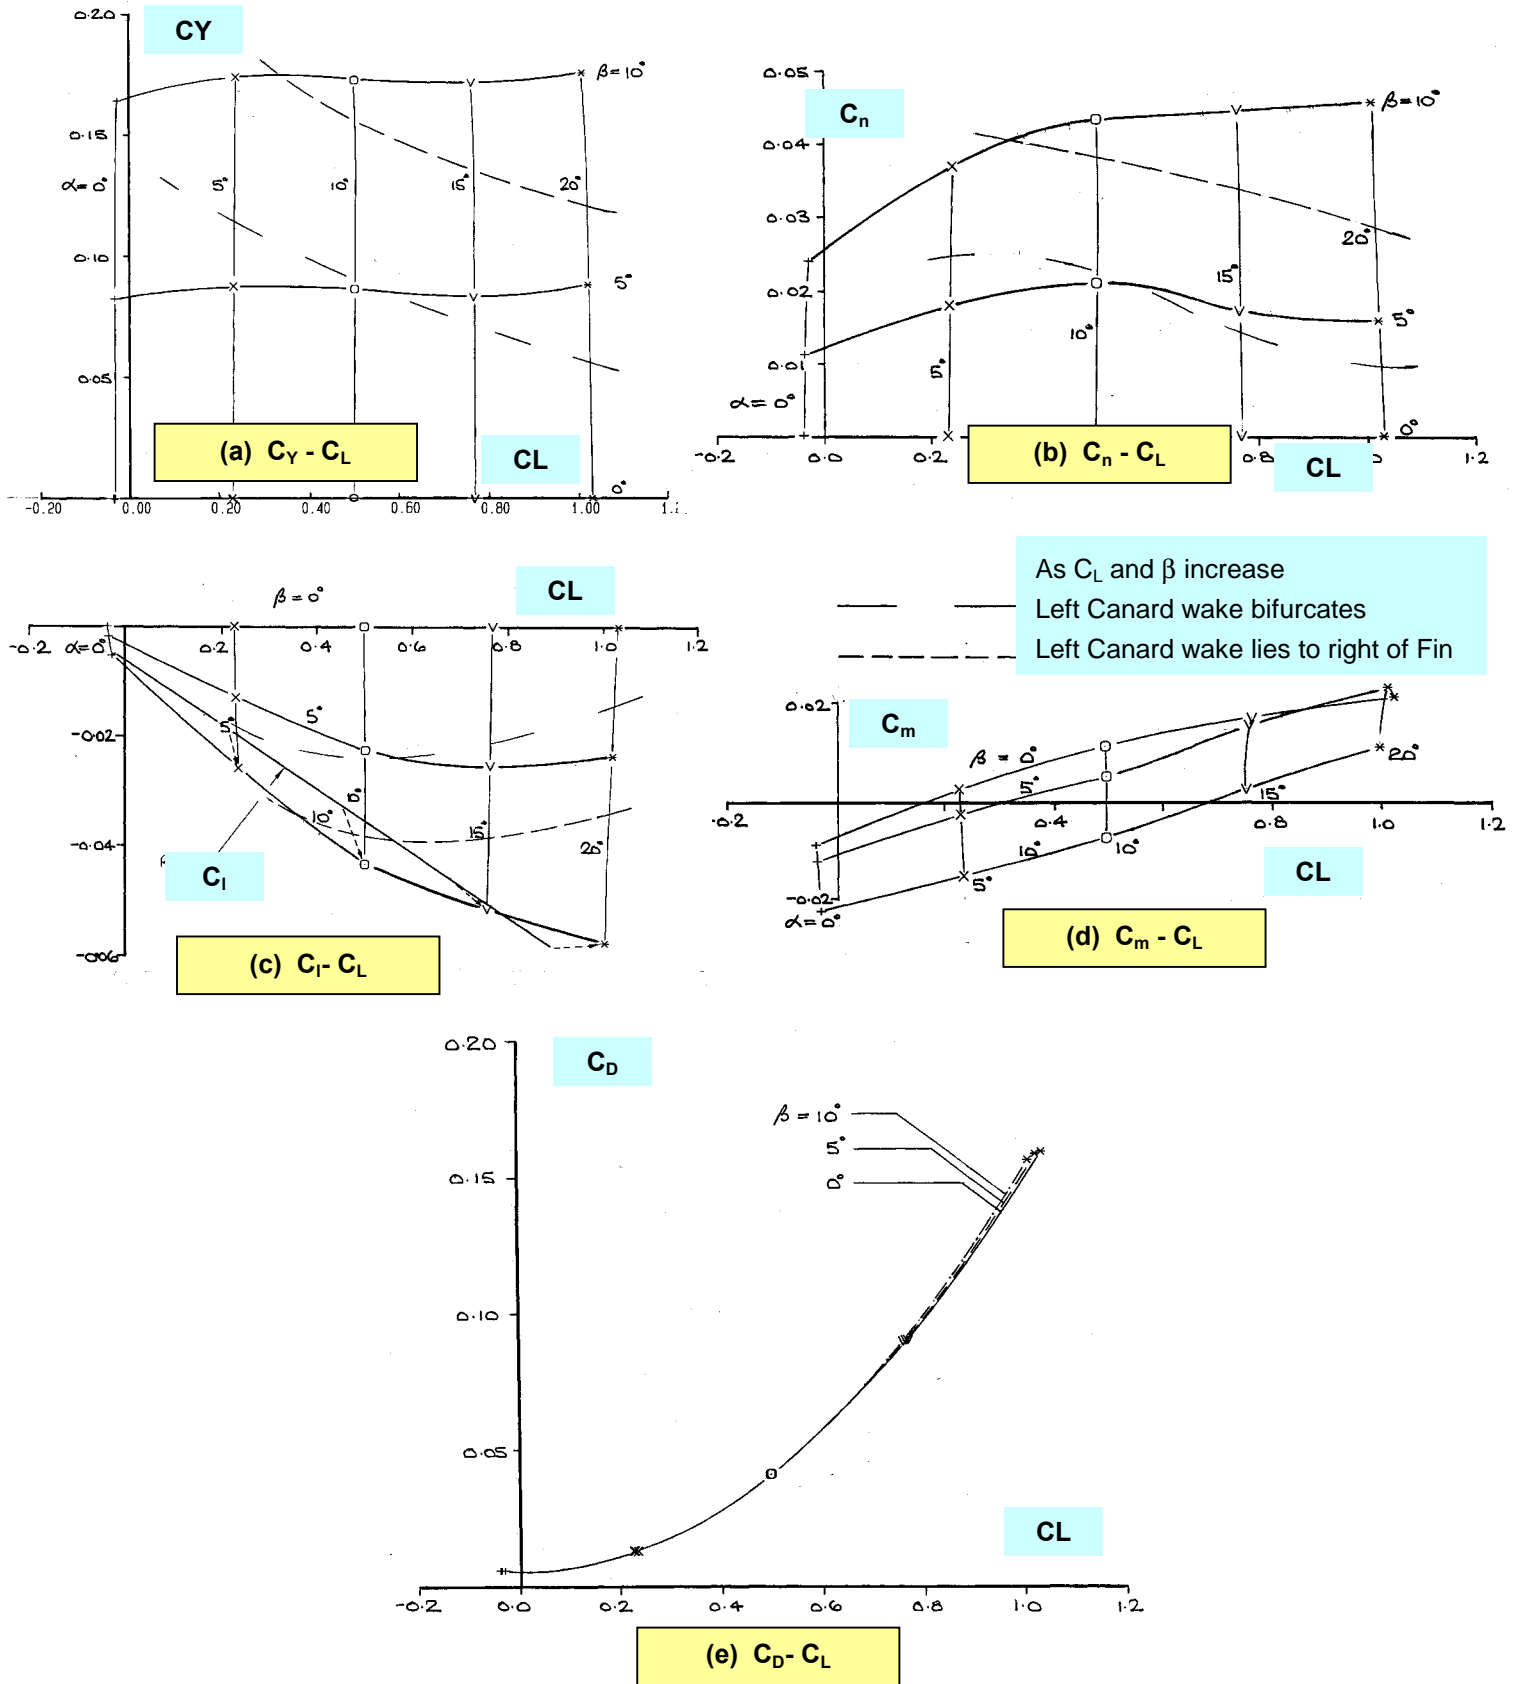 0.20
CY
β=10°
0.15
α=0° 5° 10° 15° 20°
0.10
5°
0.05
(a) CY - CL
CL
0°
-0.20 0.00 0.20 0.40 0.60 0.80 1.00
0.05
Cn
β=10°
0.04
0.03
20°
15°
0.02
10°
5°
5°
0.01
α=0°
0°
(b) Cn - CL
-0.2 0.0 0.2 0.8 1.2
CL
As CL and β increase
Left Canard wake bifurcates
Left Canard wake lies to right of Fin
CL
β=0°
-0.2 α=0° 0.2 0.4 0.6 0.8 1.0 1.2
5°
5°
-0.02
10°
10°
15°
20°
-0.04
Cl
-0.06
(c) Cl- CL
0.02
Cm
β=0°
5°
20°
15°
-0.2 0.4 0.8 1.0 1.2
10°
10°
5°
CL
-0.02
α=0°
(d) Cm - CL
0.20
CD
β=10°
5°
0°
0.15
0.10
0.05
CL
-0.2 0.0 0.2 0.4 0.6 0.8 1.0 1.2
(e) CD- CL